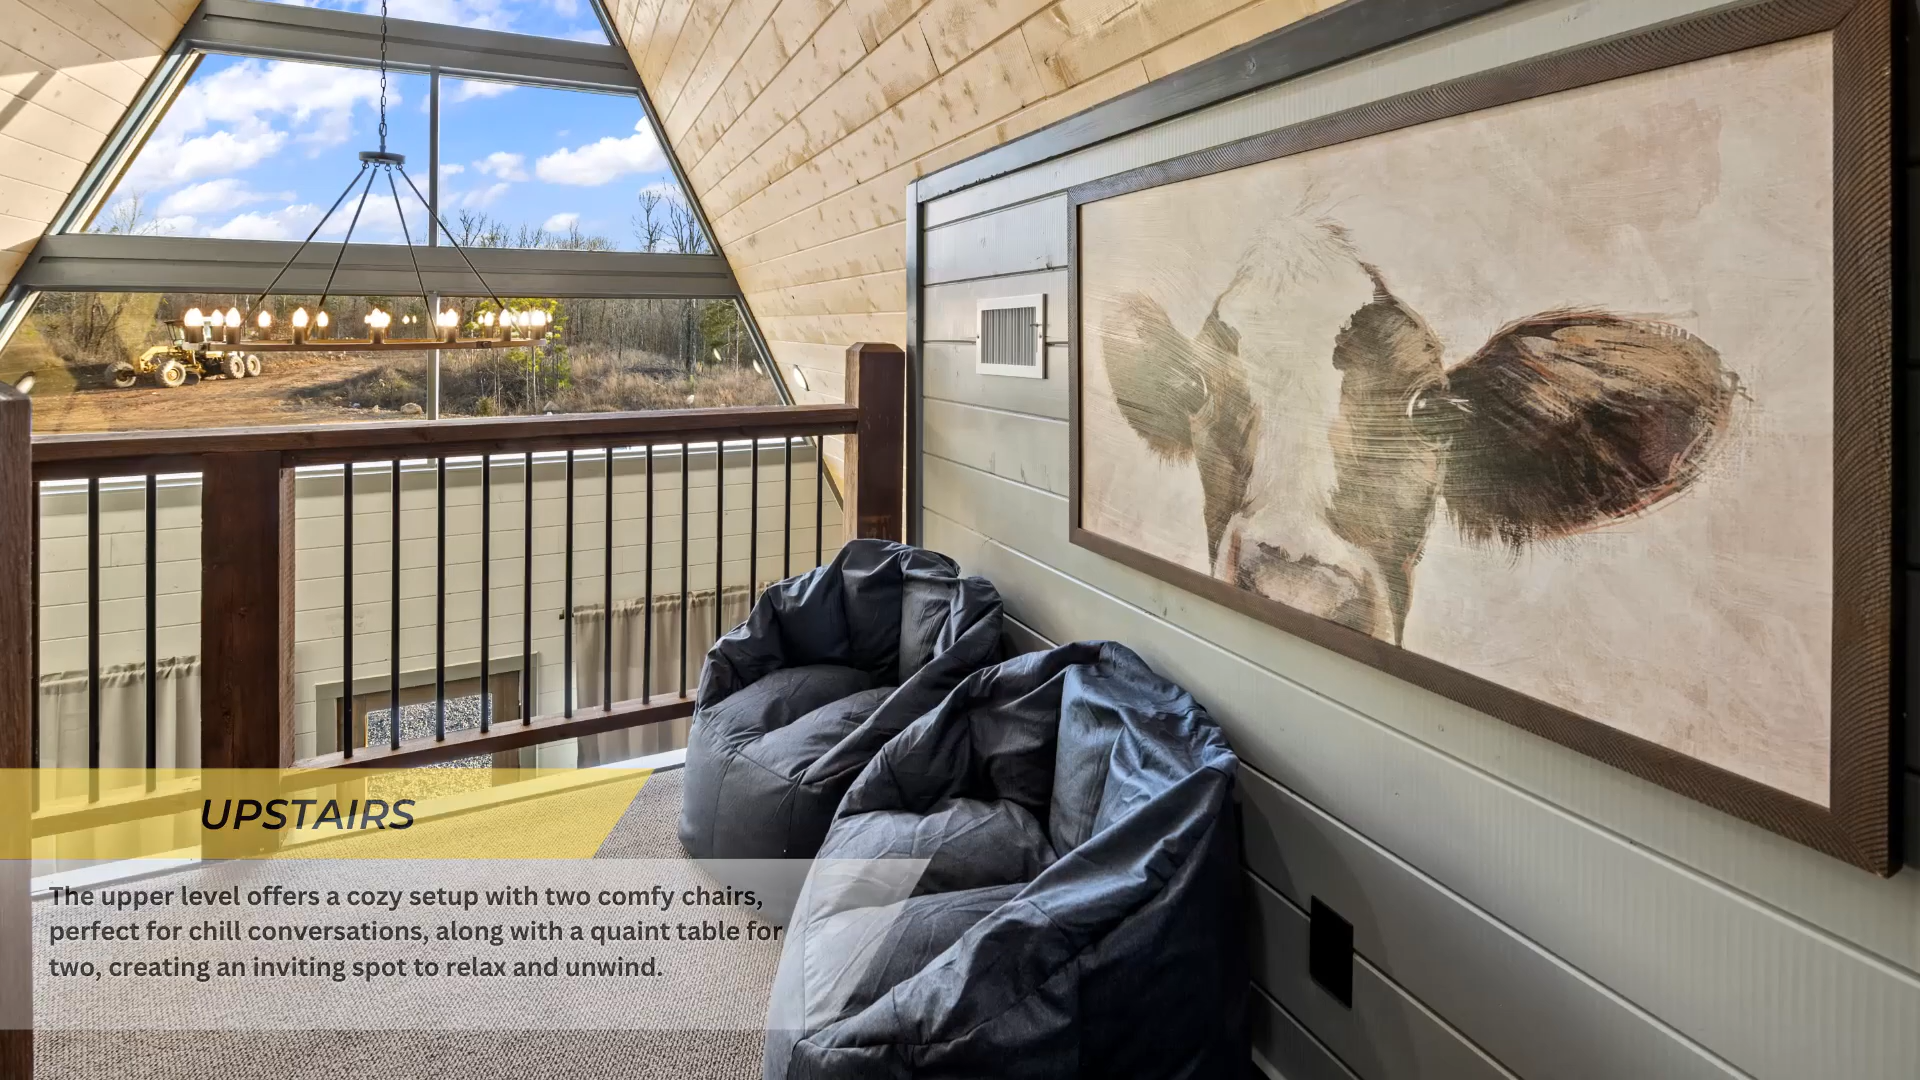 UPSTAIRS
The upper level offers a cozy setup with two comfy chairs,
perfect for chill conversations, along with a quaint table for
two, creating an inviting spot to relax and unwind.